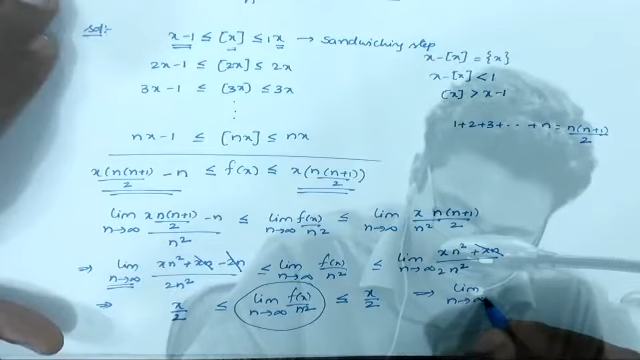 Sol:
x-1 ≤ [x] ≤ 1x → sandwiching step
x-[x] = {x}
2x-1 ≤ [2x] ≤ 2x
x-[x] < 1
3x-1 ≤ [3x] ≤ 3x
[x] > x-1
⋮
1+2+3+...+n = n(n+1)/2
nx-1 ≤ [nx] ≤ nx
x(n(n+1))/2 - n ≤ f(x) ≤ x(n(n+1))/2
lim n→∞ (x n(n+1)/2 - n)/n² ≤ lim n→∞ f(x)/n² ≤ lim n→∞ x/n² n(n+1)/2
⇒ lim n→∞ (xn² + xn - 2n)/2n² ≤ lim n→∞ f(x)/n² ≤ lim n→∞ (xn² + xn)/2n²
⇒ x/2 ≤ lim n→∞ f(x)/n² ≤ x/2 ⇒ lim n→∞